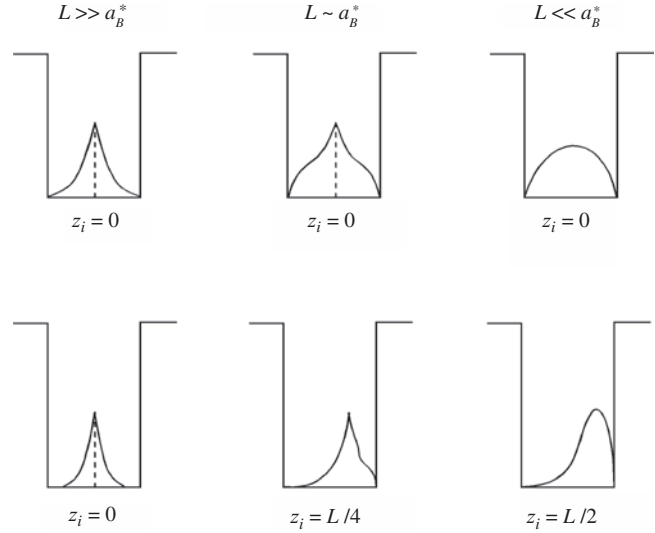 L >> a_B^* L ~ a_B^* L << a_B^*
z_i = 0 z_i = 0 z_i = 0
z_i = 0 z_i = L /4 z_i = L /2